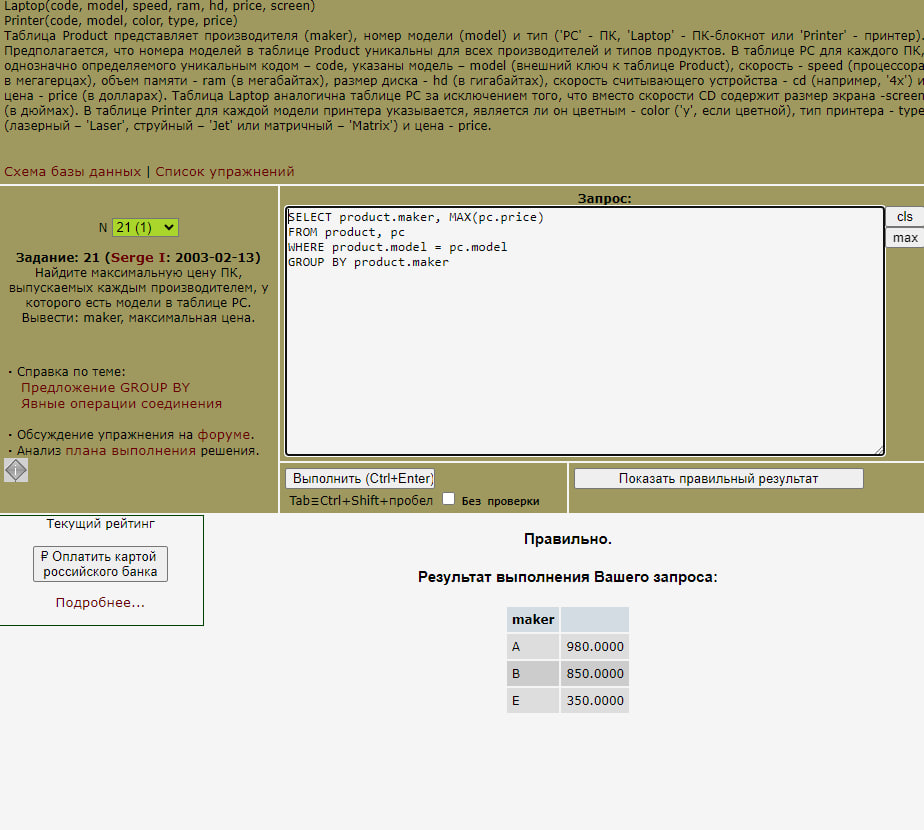 Laptop(code, model, speed, ram, hd, price, screen)
Printer(code, model, color, type, price)
Таблица Product представляет производителя (maker), номер модели (model) и тип ('PC' - ПК, 'Laptop' - ПК-блокнот или 'Printer' - принтер).
Предполагается, что номера моделей в таблице Product уникальны для всех производителей и типов продуктов. В таблице PC для каждого ПК,
однозначно определяемого уникальным кодом – code, указаны модель – model (внешний ключ к таблице Product), скорость - speed (процессора
в мегагерцах), объем памяти - ram (в мегабайтах), размер диска - hd (в гигабайтах), скорость считывающего устройства - cd (например, '4x') и
цена - price (в долларах). Таблица Laptop аналогична таблице РС за исключением того, что вместо скорости CD содержит размер экрана -screen
(в дюймах). В таблице Printer для каждой модели принтера указывается, является ли он цветным - color ('y', если цветной), тип принтера - type
(лазерный – 'Laser', струйный – 'Jet' или матричный – 'Matrix') и цена - price.
Схема базы данных | Список упражнений
Запрос:
N 21 (1)
Задание: 21 (Serge I: 2003-02-13)
Найдите максимальную цену ПК,
выпускаемых каждым производителем, у
которого есть модели в таблице PC.
Вывести: maker, максимальная цена.
· Справка по теме:
Предложение GROUP BY
Явные операции соединения
· Обсуждение упражнения на форуме.
· Анализ плана выполнения решения.
SELECT product.maker, MAX(pc.price)
FROM product, pc
WHERE product.model = pc.model
GROUP BY product.maker
cls
max
Выполнить (Ctrl+Enter)
Tab=Ctrl+Shift+пробел Без проверки
Показать правильный результат
Текущий рейтинг
₽ Оплатить картой
российского банка
Подробнее...
Правильно.
Результат выполнения Вашего запроса:
maker
A 980.0000
B 850.0000
E 350.0000